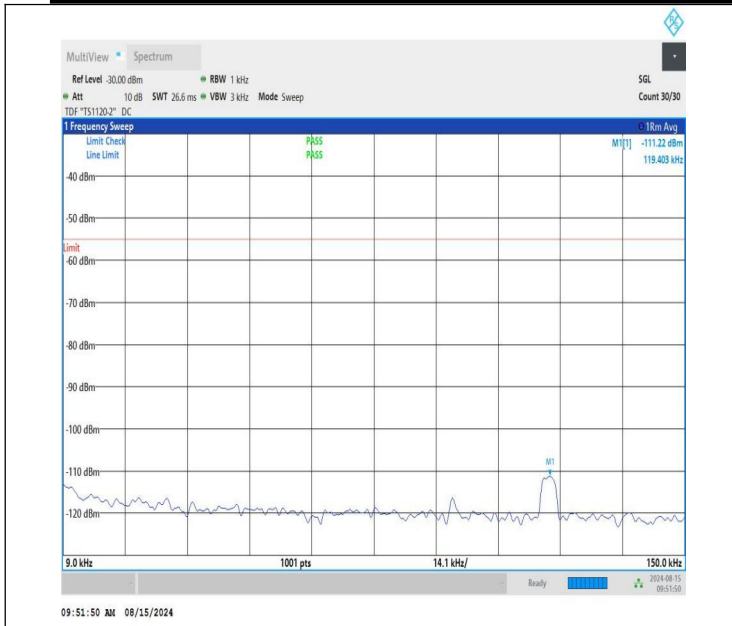 R S
MultiView Spectrum
Ref Level -30.00 dBm RBW 1 kHz SGL
Att 10 dB SWT 26.6 ms VBW 3 kHz Mode Sweep Count 30/30
TDF "TS1120-2" DC
1 Frequency Sweep 1Rm Avg
Limit Check PASS M1[1] -111.22 dBm
Line Limit PASS 119.403 kHz
-40 dBm
-50 dBm
Limit
-60 dBm
-70 dBm
-80 dBm
-90 dBm
-100 dBm
M1
-110 dBm
-120 dBm
9.0 kHz 1001 pts 14.1 kHz/ 150.0 kHz
Ready 2024-08-15
09:51:50
09:51:50 AM 08/15/2024